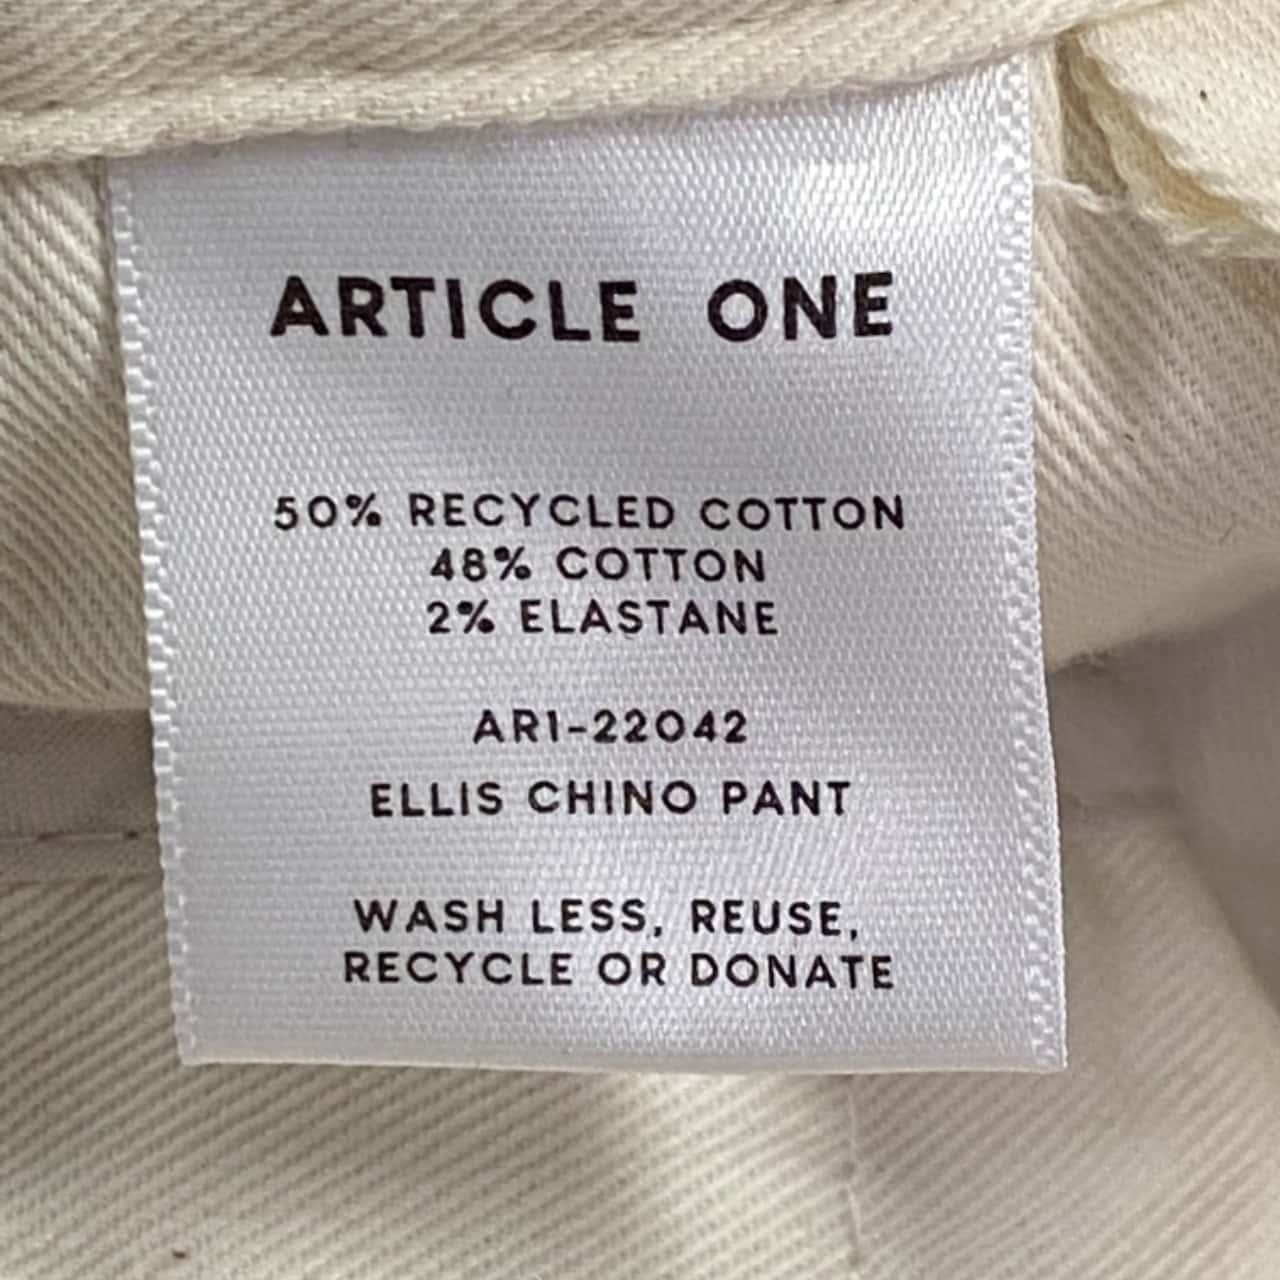 ARTICLE ONE
50% RECYCLED COTTON
48% COTTON
2% ELASTANE
AR1-22042
ELLIS CHINO PANT
WASH LESS, REUSE,
RECYCLE OR DONATE